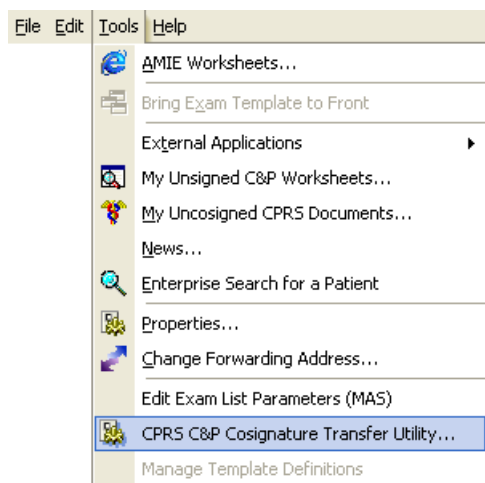 File Edit Tools Help
AMIE Worksheets...
Bring Exam Template to Front
External Applications
My Unsigned C&P Worksheets...
My Uncosigned CPRS Documents...
News...
Enterprise Search for a Patient
Properties...
Change Forwarding Address...
Edit Exam List Parameters (MAS)
CPRS C&P Cosignature Transfer Utility...
Manage Template Definitions